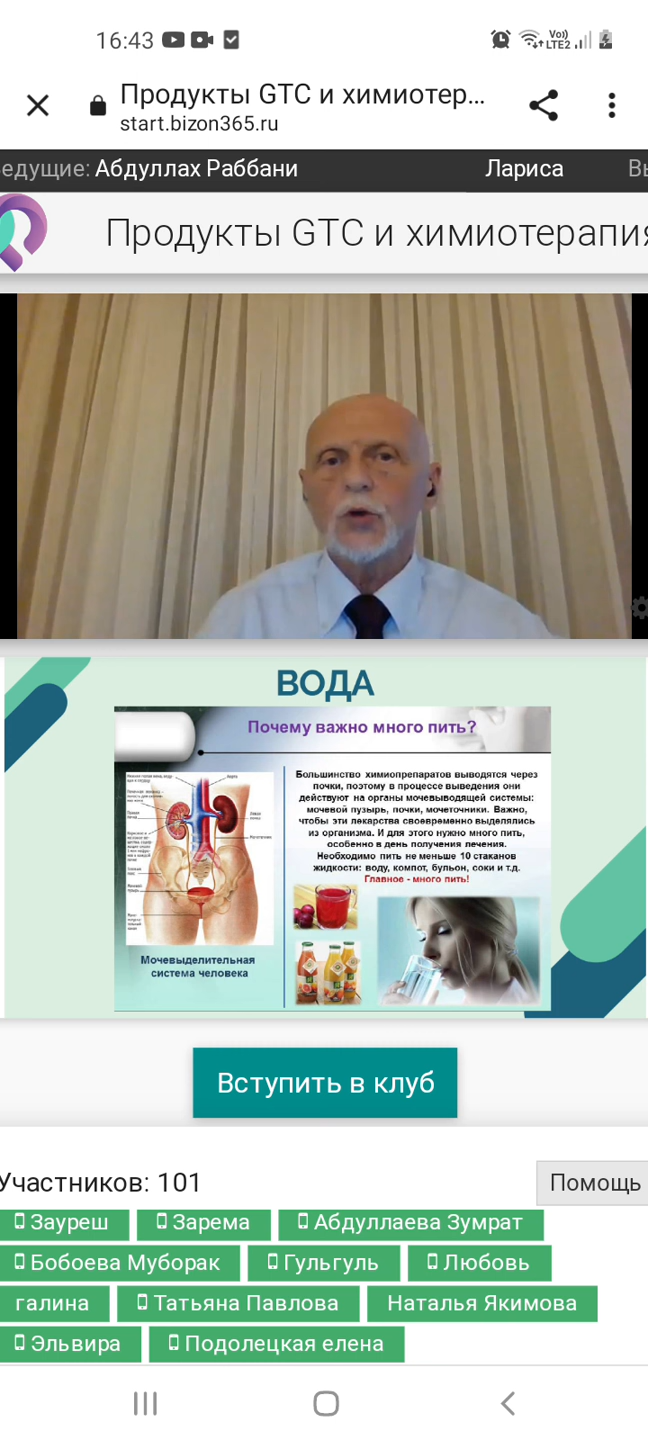 16:43
Vo))
LTE2
Продукты GTC и химиотер...
start.bizon365.ru
едущие: Абдуллах Раббани
Лариса
Вы
Продукты GTC и химиотерапия
ВОДА
Почему важно много пить?
Большинство химиопрепаратов выводятся через
почки, поэтому в процессе выведения они
действуют на органы мочевыводящей системы:
мочевой пузырь, почки, мочеточники. Важно,
чтобы эти лекарства своевременно выделялись
из организма. И для этого нужно много пить,
особенно в день получения лечения.
Необходимо пить не меньше 10 стаканов
жидкости: воду, компот, бульон, соки и т.д.
Главное - много пить!
Мочевыделительная
система человека
Вступить в клуб
Участников: 101
Помощь
Зауреш
Зарема
Абдуллаева Зумрат
Бобоева Муборак
Гульгуль
Любовь
галина
Татьяна Павлова
Наталья Якимова
Эльвира
Подолецкая елена